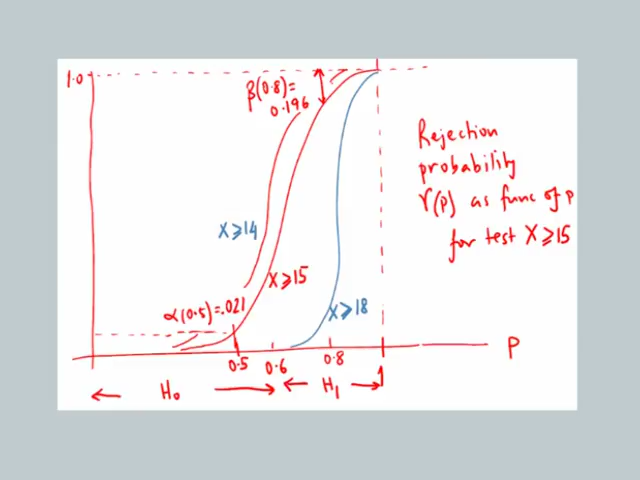 1.0
β(0.8)=
0.196
Rejection
probability
γ(p) as func of p
for test X ≥ 15
X ≥ 14
X ≥ 15
α(0.5) = .021
X ≥ 18
0.5
0.6
0.8
1
P
H₀
H₁